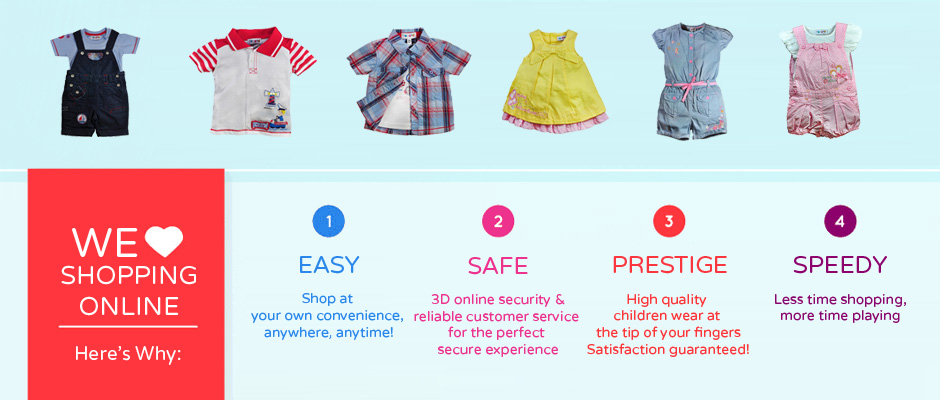 WE
SHOPPING
ONLINE
Here's Why:
1
EASY
Shop at
your own convenience,
anywhere, anytime!
2
SAFE
3D online security &
reliable customer service
for the perfect
secure experience
3
PRESTIGE
High quality
children wear at
the tip of your fingers
Satisfaction guaranteed!
4
SPEEDY
Less time shopping,
more time playing